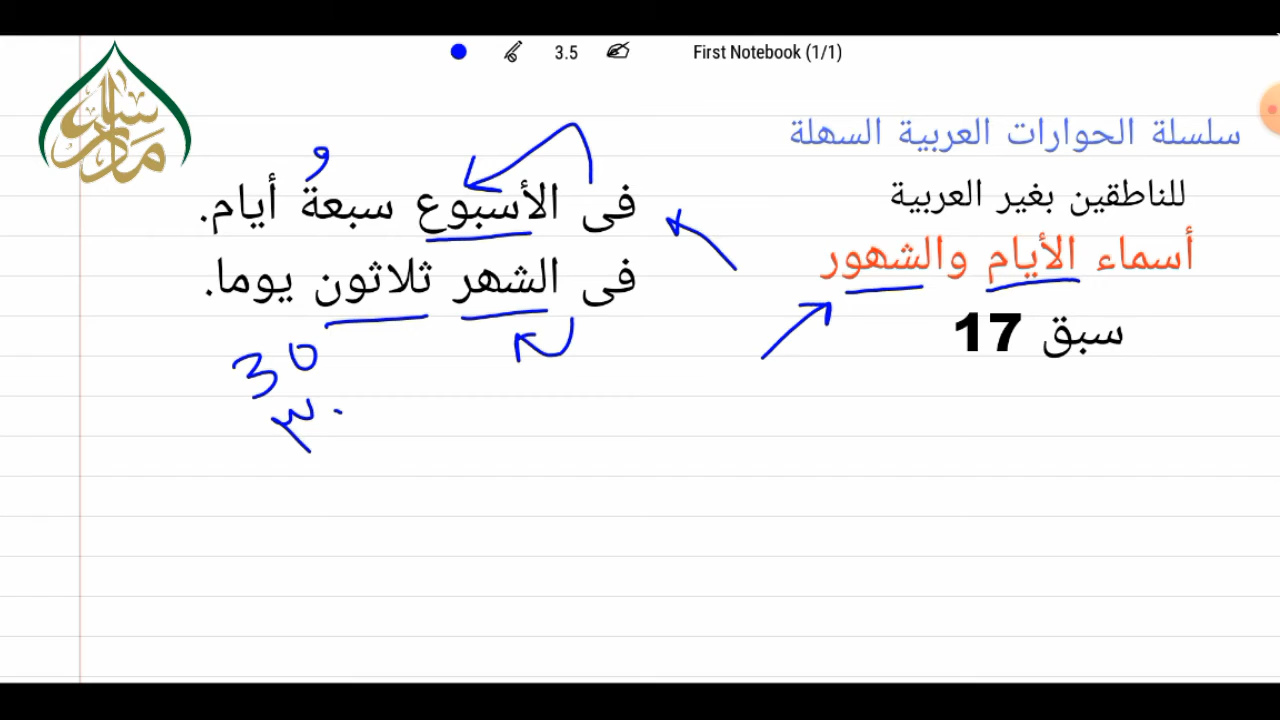 First Notebook (1/1)
3.5
سلسلة الحوارات العربية السهلة
للناطقين بغير العربية
أسماء الأيام والشهور
سبق 17
فى الأسبوع سبعة أيام.
فى الشهر ثلاثون يوما.
30
٣٠